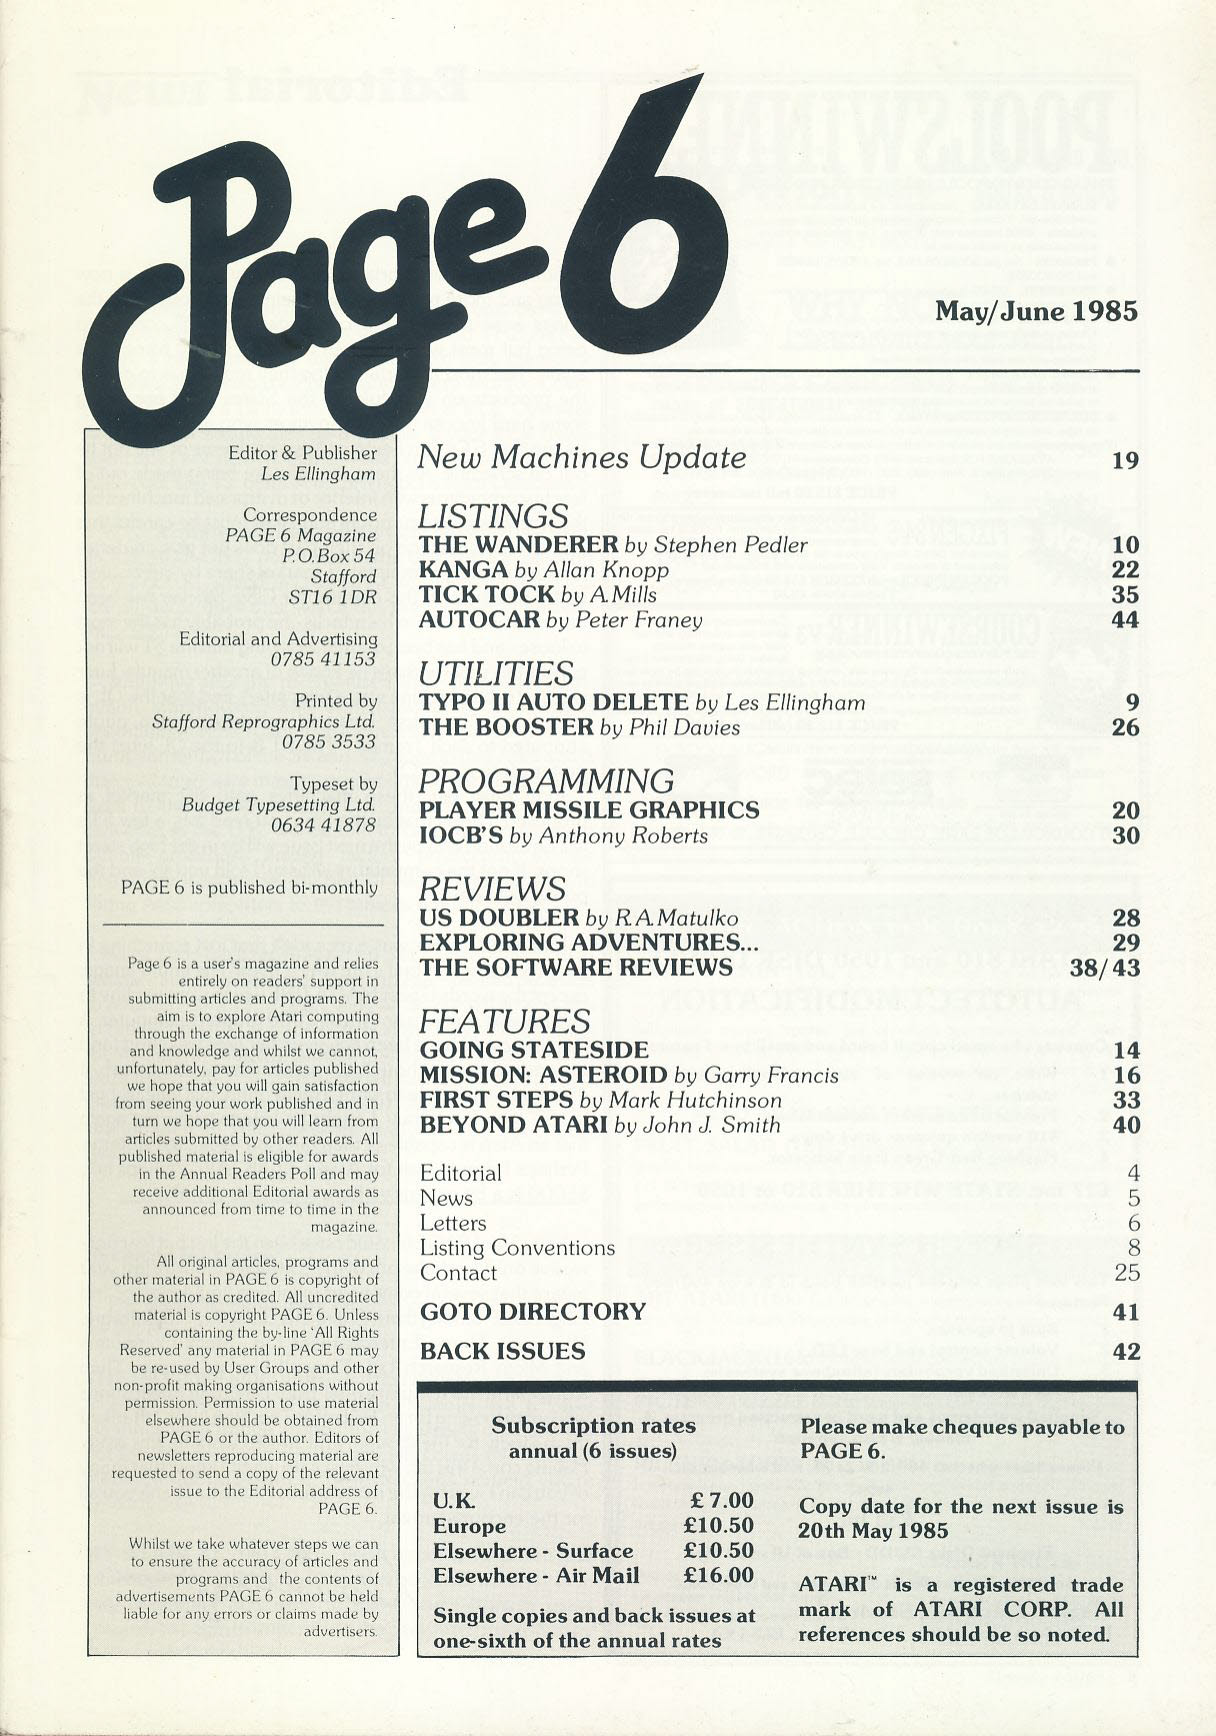 Page 6
May/June 1985
Editor & Publisher
Les Ellingham
Correspondence
PAGE 6 Magazine
P.O. Box 54
Stafford
ST16 1DR
Editorial and Advertising
0785 41153
Printed by
Stafford Reprographics Ltd.
0785 3533
Typeset by
Budget Typesetting Ltd.
0634 41878
PAGE 6 is published bi-monthly
Page 6 is a user's magazine and relies
entirely on readers' support in
submitting articles and programs. The
aim is to explore Atari computing
through the exchange of information
and knowledge and whilst we cannot,
unfortunately, pay for articles published
we hope that you will gain satisfaction
from seeing your work published and in
turn we hope that you will learn from
articles submitted by other readers. All
published material is eligible for awards
in the Annual Readers Poll and may
receive additional Editorial awards as
announced from time to time in the
magazine.
All original articles, programs and
other material in PAGE 6 is copyright of
the author as credited. All uncredited
material is copyright PAGE 6. Unless
containing the by-line 'All Rights
Reserved' any material in PAGE 6 may
be re-used by User Groups and other
non-profit making organisations without
permission. Permission to use material
elsewhere should be obtained from
PAGE 6 or the author. Editors of
newsletters reproducing material are
requested to send a copy of the relevant
issue to the Editorial address of
PAGE 6.
Whilst we take whatever steps we can
to ensure the accuracy of articles and
programs and the contents of
advertisements PAGE 6 cannot be held
liable for any errors or claims made by
advertisers.
New Machines Update 19
LISTINGS
THE WANDERER by Stephen Pedler 10
KANGA by Allan Knopp 22
TICK TOCK by A.Mills 35
AUTOCAR by Peter Franey 44
UTILITIES
TYPO II AUTO DELETE by Les Ellingham 9
THE BOOSTER by Phil Davies 26
PROGRAMMING
PLAYER MISSILE GRAPHICS 20
IOCB'S by Anthony Roberts 30
REVIEWS
US DOUBLER by R.A.Matulko 28
EXPLORING ADVENTURES... 29
THE SOFTWARE REVIEWS 38/43
FEATURES
GOING STATESIDE 14
MISSION: ASTEROID by Garry Francis 16
FIRST STEPS by Mark Hutchinson 33
BEYOND ATARI by John J. Smith 40
Editorial 4
News 5
Letters 6
Listing Conventions 8
Contact 25
GOTO DIRECTORY 41
BACK ISSUES 42
Subscription rates
annual (6 issues)
U.K. £ 7.00
Europe £10.50
Elsewhere - Surface £10.50
Elsewhere - Air Mail £16.00
Single copies and back issues at
one-sixth of the annual rates
Please make cheques payable to
PAGE 6.
Copy date for the next issue is
20th May 1985
ATARI™ is a registered trade
mark of ATARI CORP. All
references should be so noted.